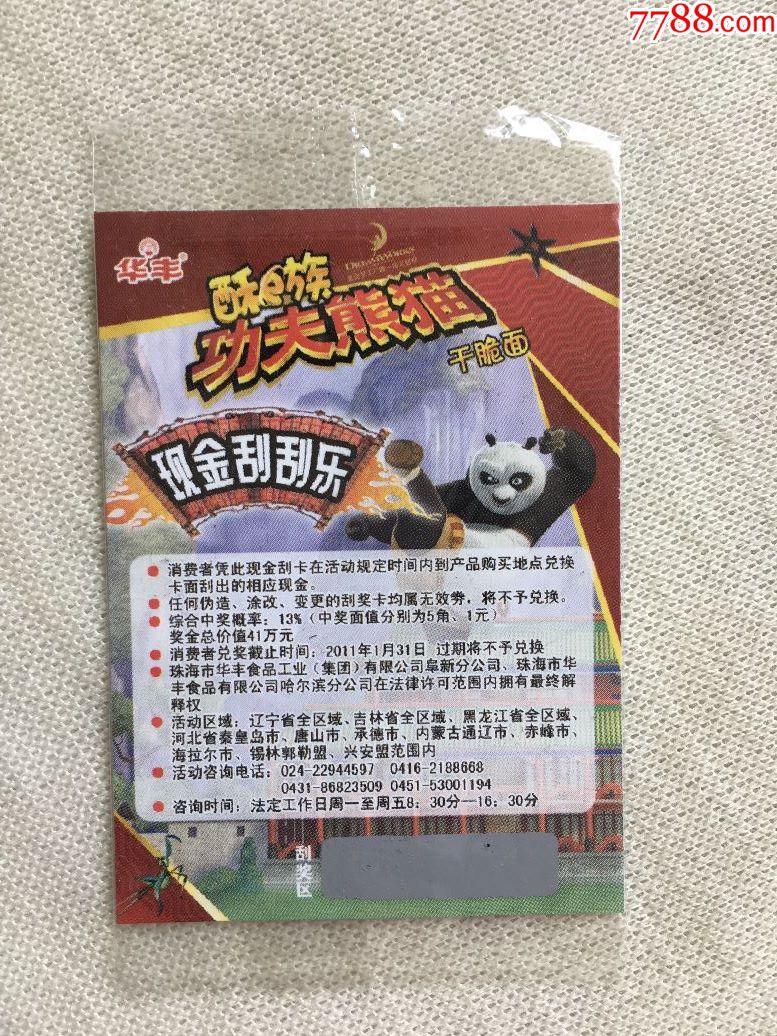 7788.com
华丰
DREAMWORKS
酥e族
功夫熊猫
干脆面
现金刮刮乐
消费者凭此现金刮卡在活动规定时间内到产品购买地点兑换
卡面刮出的相应现金。
任何伪造、涂改、变更的刮奖卡均属无效券，将不予兑换。
综合中奖概率：13%（中奖面值分别为5角、1元）
奖金总价值41万元
消费者兑奖截止时间：2011年1月31日 过期将不予兑换
珠海市华丰食品工业（集团）有限公司阜新分公司、珠海市华
丰食品有限公司哈尔滨分公司在法律许可范围内拥有最终解
释权
活动区域：辽宁省全区域、吉林省全区域、黑龙江省全区域、
河北省秦皇岛市、唐山市、承德市、内蒙古通辽市、赤峰市、
海拉尔市、锡林郭勒盟、兴安盟范围内
活动咨询电话：024-22944597 0416-2188668
0431-86823509 0451-53001194
咨询时间：法定工作日周一至周五8：30分—16：30分
刮奖区